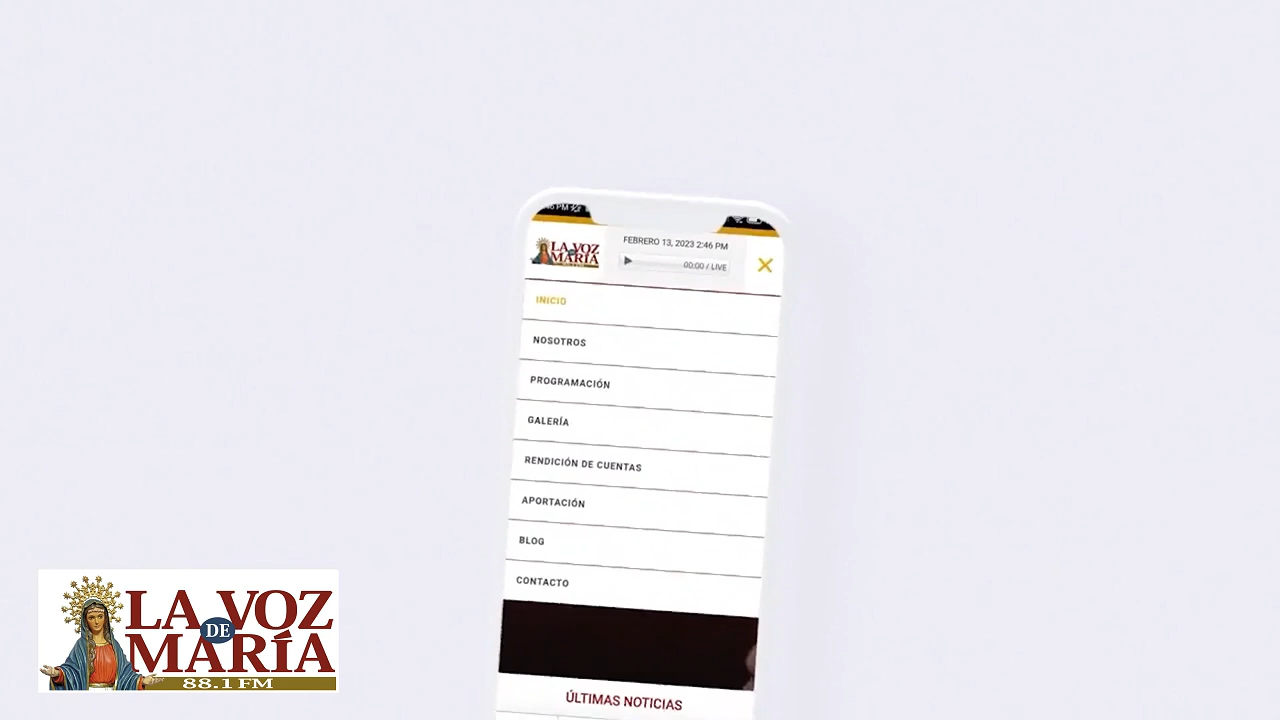 FEBRERO 13, 2023 2:46 PM
LA VOZ
DE
MARÍA
00:00 / LIVE
INICIO
NOSOTROS
PROGRAMACIÓN
GALERÍA
RENDICIÓN DE CUENTAS
APORTACIÓN
BLOG
CONTACTO
ÚLTIMAS NOTICIAS
LA VOZ
DE
MARÍA
88.1 FM